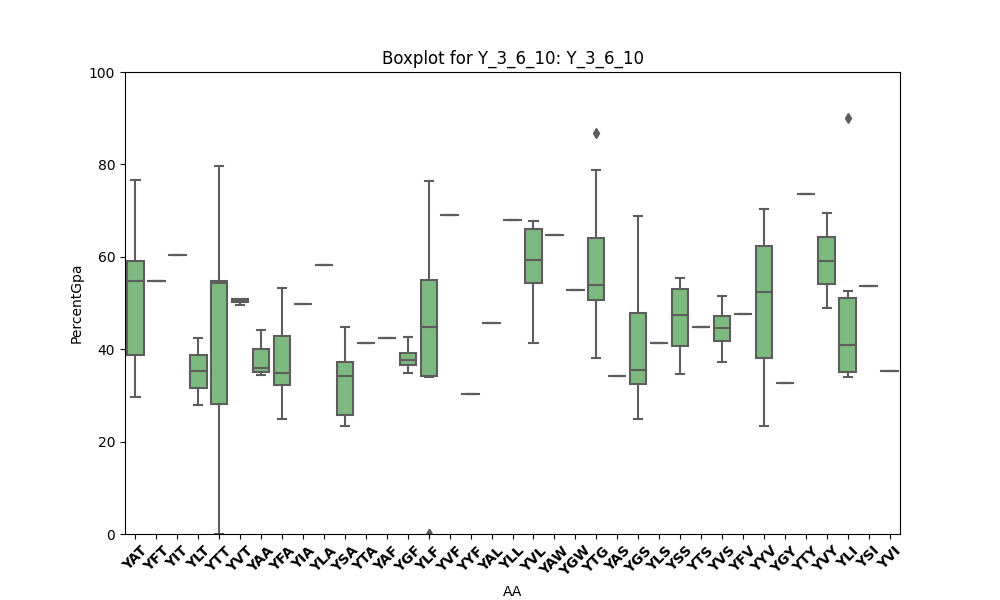 Boxplot for Y_3_6_10: Y_3_6_10
100
80
60
40
20
0
PercentGpa
YAT YFT YIT YLT YTT YVT YAA YFA YIA YLA YSA YTA YAF YGF YLF YVF YYF YAL YLL YVL YAW YGW YTG YAS YGS YLS YSS YTS YVS YFV YYV YGY YTY YVY YLI YSI YVI
AA